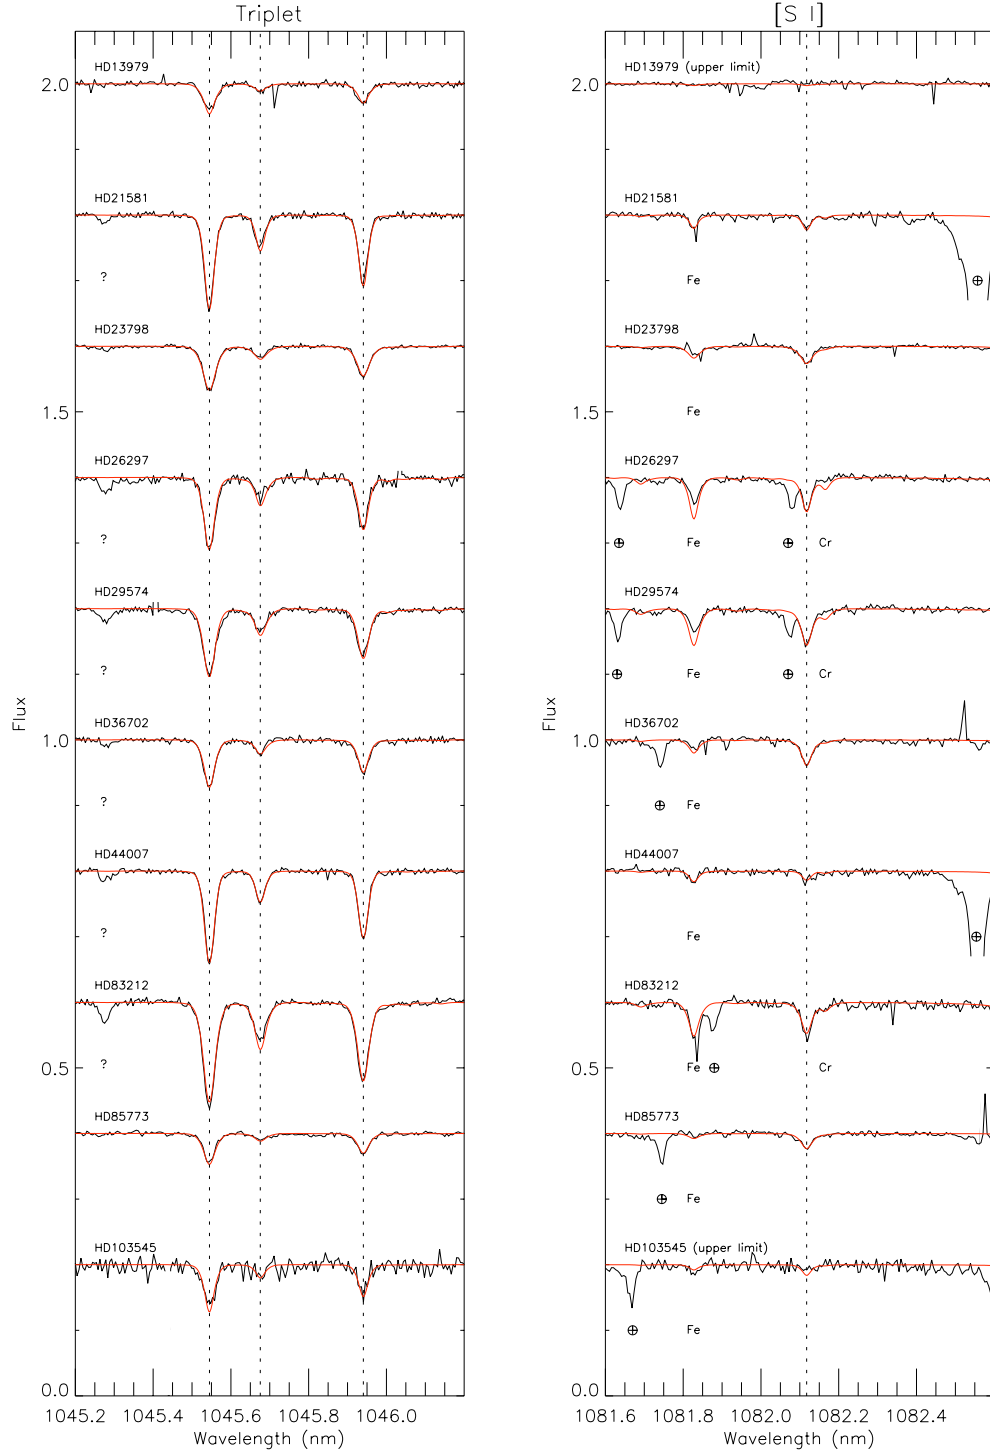 Triplet
HD13979
2.0
HD21581
?
HD23798
1.5
HD26297
?
HD29574
?
Flux
HD36702
1.0
?
HD44007
?
HD83212
?
0.5
HD85773
HD103545
0.0
1045.2 1045.4 1045.6 1045.8 1046.0
Wavelength (nm)
[S I]
HD13979 (upper limit)
2.0
HD21581
Fe ⊕
HD23798
Fe
1.5
HD26297
⊕ Fe ⊕ Cr
HD29574
⊕ Fe ⊕ Cr
Flux
HD36702
1.0
⊕ Fe
HD44007
Fe ⊕
HD83212
Fe ⊕ Cr
0.5
HD85773
⊕ Fe
HD103545 (upper limit)
⊕ Fe
0.0
1081.6 1081.8 1082.0 1082.2 1082.4
Wavelength (nm)